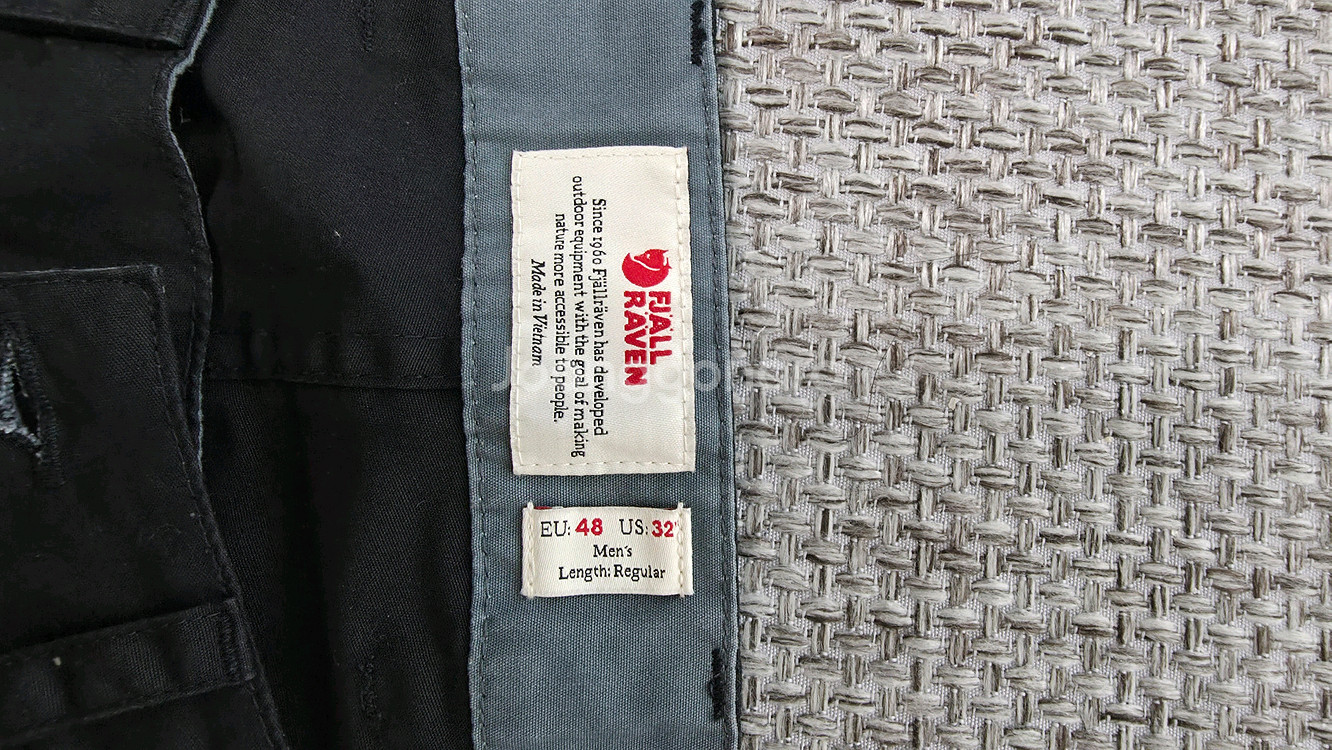 FJÄLL
RÄVEN
Since 1960 Fjällräven has developed
outdoor equipment with the goal of making
nature more accessible to people.
Made in Vietnam
EU: 48 US: 32"
Men's
Length: Regular